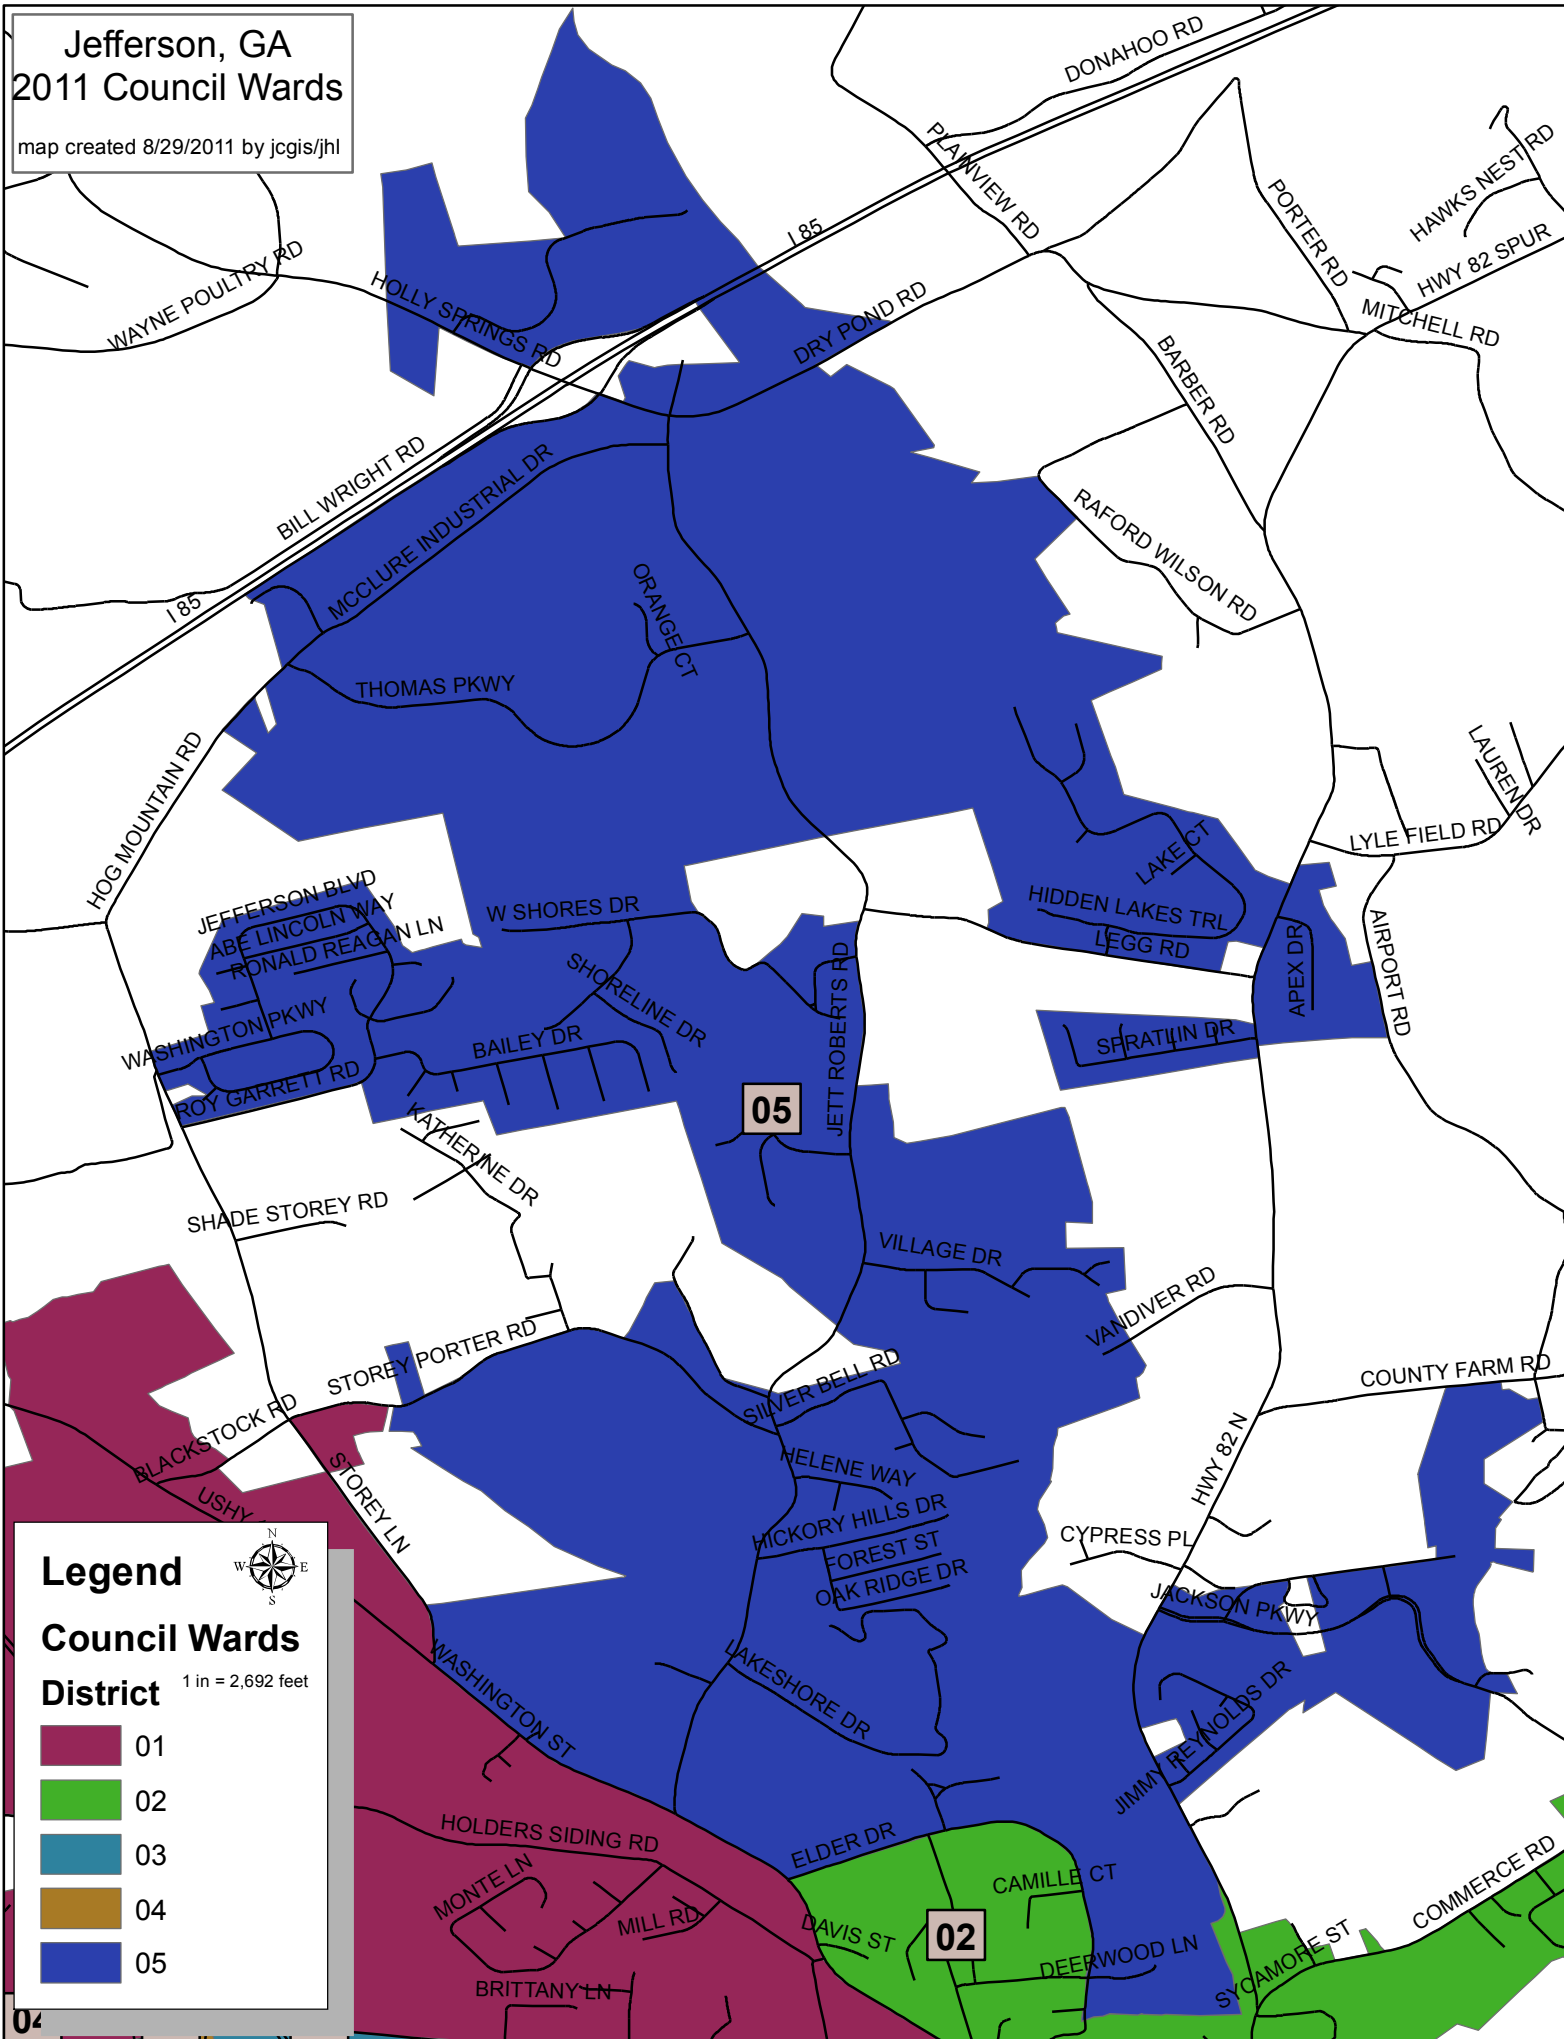 Jefferson, GA
2011 Council Wards
map created 8/29/2011 by jcgis/jhl
DONAHOO RD
PLAINVIEW RD
HAWKS NEST RD
PORTER RD
I 85
HWY 82 SPUR
WAYNE POULTRY RD
HOLLY SPRINGS RD
DRY POND RD
MITCHELL RD
BARBER RD
BILL WRIGHT RD
MCCLURE INDUSTRIAL DR
RAFORD WILSON RD
I 85
ORANGE CT
THOMAS PKWY
HOG MOUNTAIN RD
LAUREN DR
LYLE FIELD RD
LAKE CT
JEFFERSON BLVD
ABE LINCOLN WAY
RONALD REAGAN LN
W SHORES DR
HIDDEN LAKES TRL
LEGG RD
AIRPORT RD
APEX DR
SHORELINE DR
JETT ROBERTS RD
WASHINGTON PKWY
BAILEY DR
SPRATLIN DR
ROY GARRETT RD
05
KATHERINE DR
SHADE STOREY RD
VILLAGE DR
VANDIVER RD
STOREY PORTER RD
SILVER BELL RD
COUNTY FARM RD
BLACKSTOCK RD
HWY 82 N
STOREY LN
HELENE WAY
USHY
HICKORY HILLS DR
CYPRESS PL
FOREST ST
OAK RIDGE DR
JACKSON PKWY
WASHINGTON ST
LAKESHORE DR
JIMMY REYNOLDS DR
HOLDERS SIDING RD
ELDER DR
MONTE LN
CAMILLE CT
COMMERCE RD
MILL RD
DAVIS ST
02
DEERWOOD LN
SYCAMORE ST
BRITTANY LN
Legend
N
W E
S
Council Wards
District
1 in = 2,692 feet
01
02
03
04
05
04